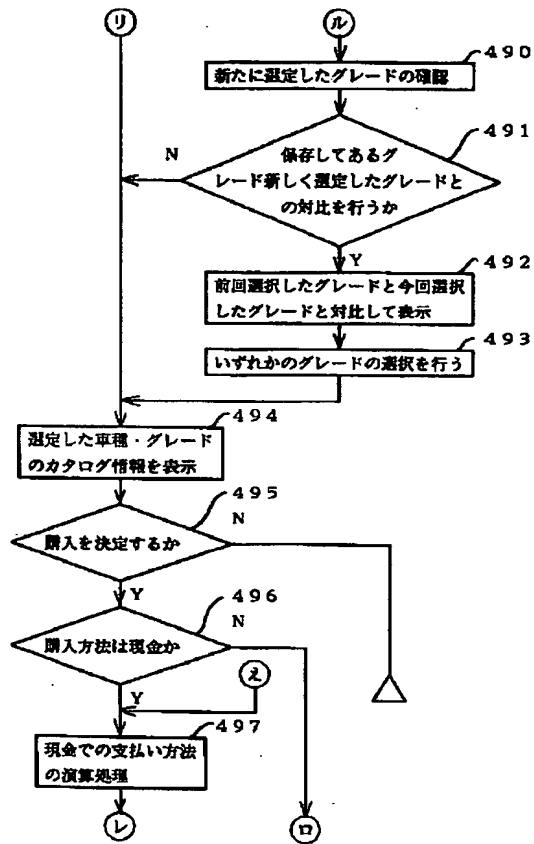 リ
ル
490
新たに選定したグレードの確認
491
保存してあるグ
レード新しく選定したグレードと
の対比を行うか
N
Y
492
前回選択したグレードと今回選択
したグレードと対比して表示
493
いずれかのグレードの選択を行う
494
選定した車種・グレード
のカタログ情報を表示
495
購入を決定するか
N
Y
496
購入方法は現金か
N
Y
え
497
現金での支払い方法
の演算処理
レ
ロ